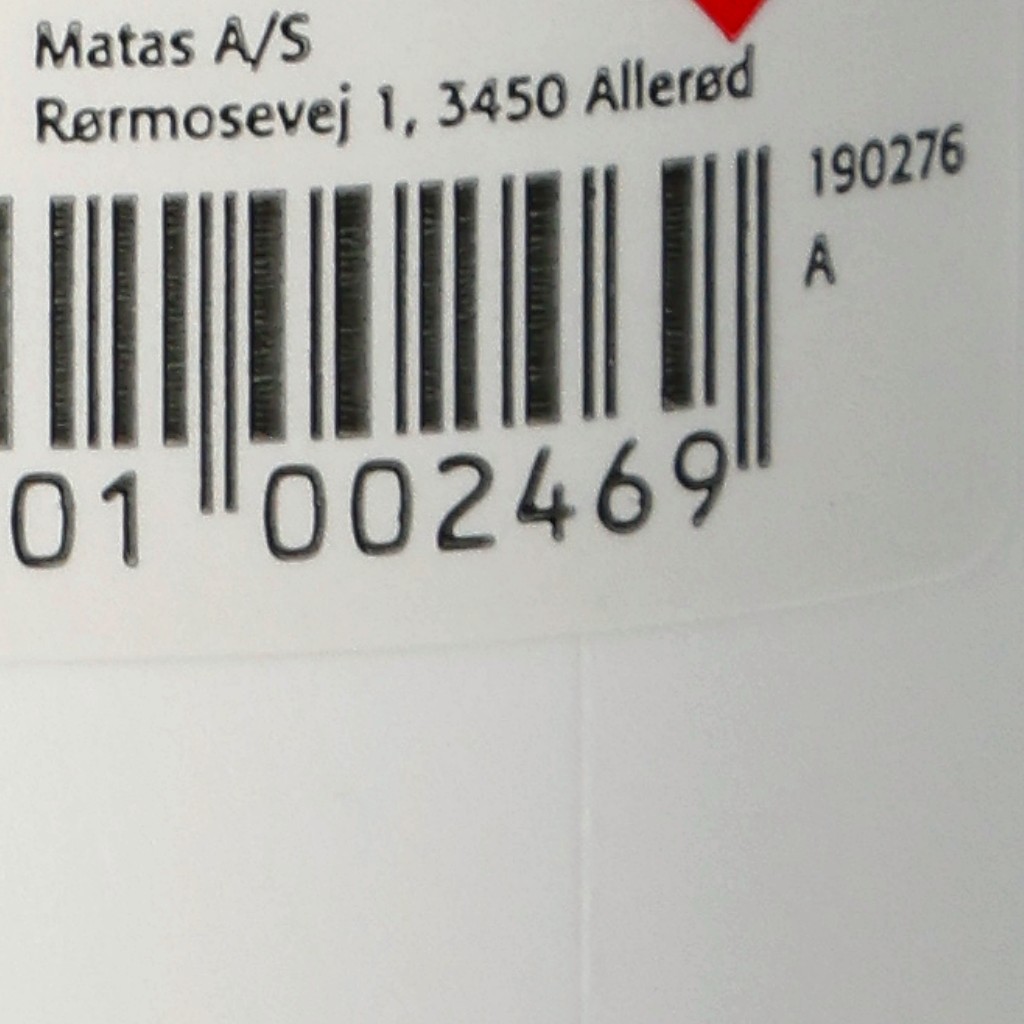 Matas A/S
Rørmosevej 1, 3450 Allerød
190276
A
01 002469